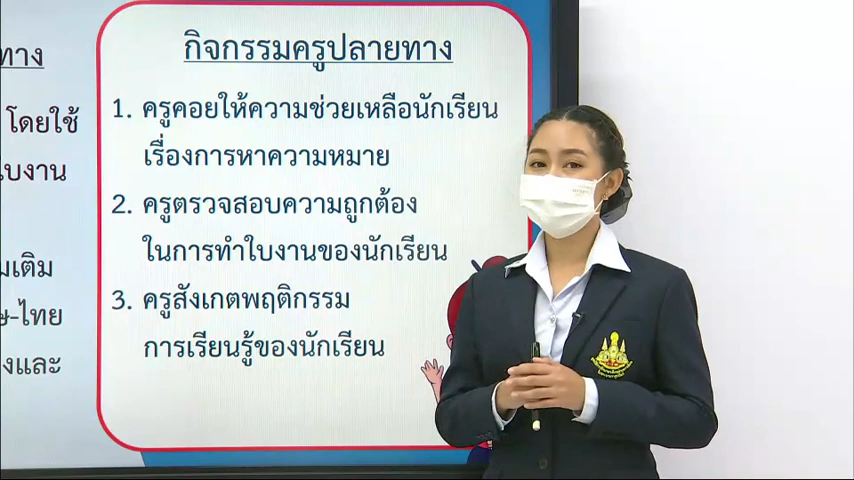 ทาง
โดยใช้
บงาน
มเติม
ษ-ไทย
งและ
กิจกรรมครูปลายทาง
1. ครูคอยให้ความช่วยเหลือนักเรียน
เรื่องการหาความหมาย
2. ครูตรวจสอบความถูกต้อง
ในการทำใบงานของนักเรียน
3. ครูสังเกตพฤติกรรม
การเรียนรู้ของนักเรียน